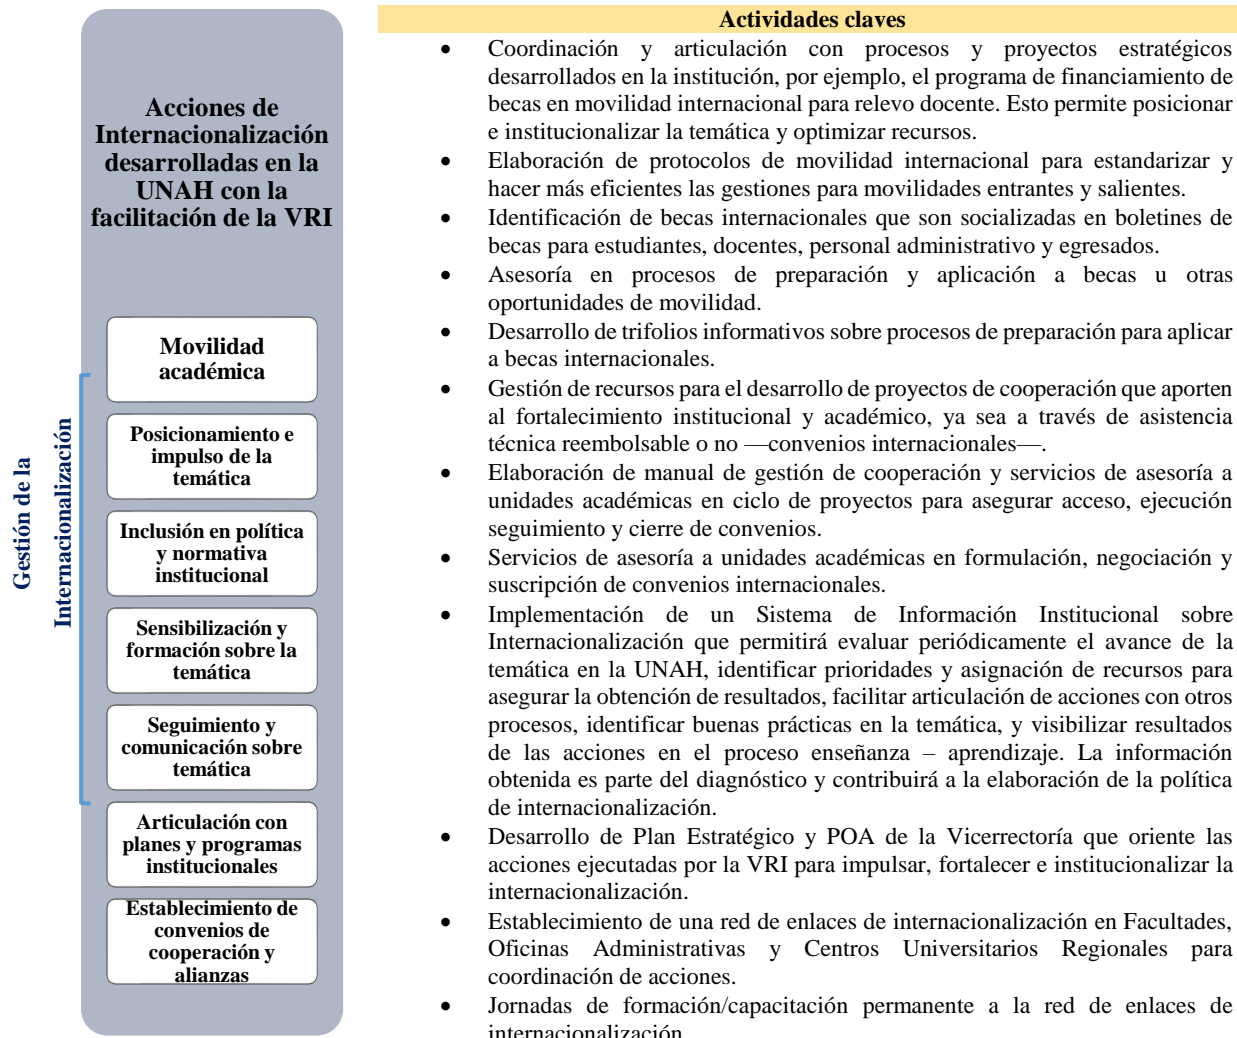 Gestión de la
Internacionalización
Acciones de
Internacionalización
desarrolladas en la
UNAH con la
facilitación de la VRI
Movilidad
académica
Posicionamiento e
impulso de la
temática
Inclusión en política
y normativa
institucional
Sensibilización y
formación sobre la
temática
Seguimiento y
comunicación sobre
temática
Articulación con
planes y programas
institucionales
Establecimiento de
convenios de
cooperación y
alianzas
Actividades claves
• Coordinación y articulación con procesos y proyectos estratégicos
desarrollados en la institución, por ejemplo, el programa de financiamiento de
becas en movilidad internacional para relevo docente. Esto permite posicionar
e institucionalizar la temática y optimizar recursos.
• Elaboración de protocolos de movilidad internacional para estandarizar y
hacer más eficientes las gestiones para movilidades entrantes y salientes.
• Identificación de becas internacionales que son socializadas en boletines de
becas para estudiantes, docentes, personal administrativo y egresados.
• Asesoría en procesos de preparación y aplicación a becas u otras
oportunidades de movilidad.
• Desarrollo de trifolios informativos sobre procesos de preparación para aplicar
a becas internacionales.
• Gestión de recursos para el desarrollo de proyectos de cooperación que aporten
al fortalecimiento institucional y académico, ya sea a través de asistencia
técnica reembolsable o no —convenios internacionales—.
• Elaboración de manual de gestión de cooperación y servicios de asesoría a
unidades académicas en ciclo de proyectos para asegurar acceso, ejecución
seguimiento y cierre de convenios.
• Servicios de asesoría a unidades académicas en formulación, negociación y
suscripción de convenios internacionales.
• Implementación de un Sistema de Información Institucional sobre
Internacionalización que permitirá evaluar periódicamente el avance de la
temática en la UNAH, identificar prioridades y asignación de recursos para
asegurar la obtención de resultados, facilitar articulación de acciones con otros
procesos, identificar buenas prácticas en la temática, y visibilizar resultados
de las acciones en el proceso enseñanza – aprendizaje. La información
obtenida es parte del diagnóstico y contribuirá a la elaboración de la política
de internacionalización.
• Desarrollo de Plan Estratégico y POA de la Vicerrectoría que oriente las
acciones ejecutadas por la VRI para impulsar, fortalecer e institucionalizar la
internacionalización.
• Establecimiento de una red de enlaces de internacionalización en Facultades,
Oficinas Administrativas y Centros Universitarios Regionales para
coordinación de acciones.
• Jornadas de formación/capacitación permanente a la red de enlaces de
internacionalización